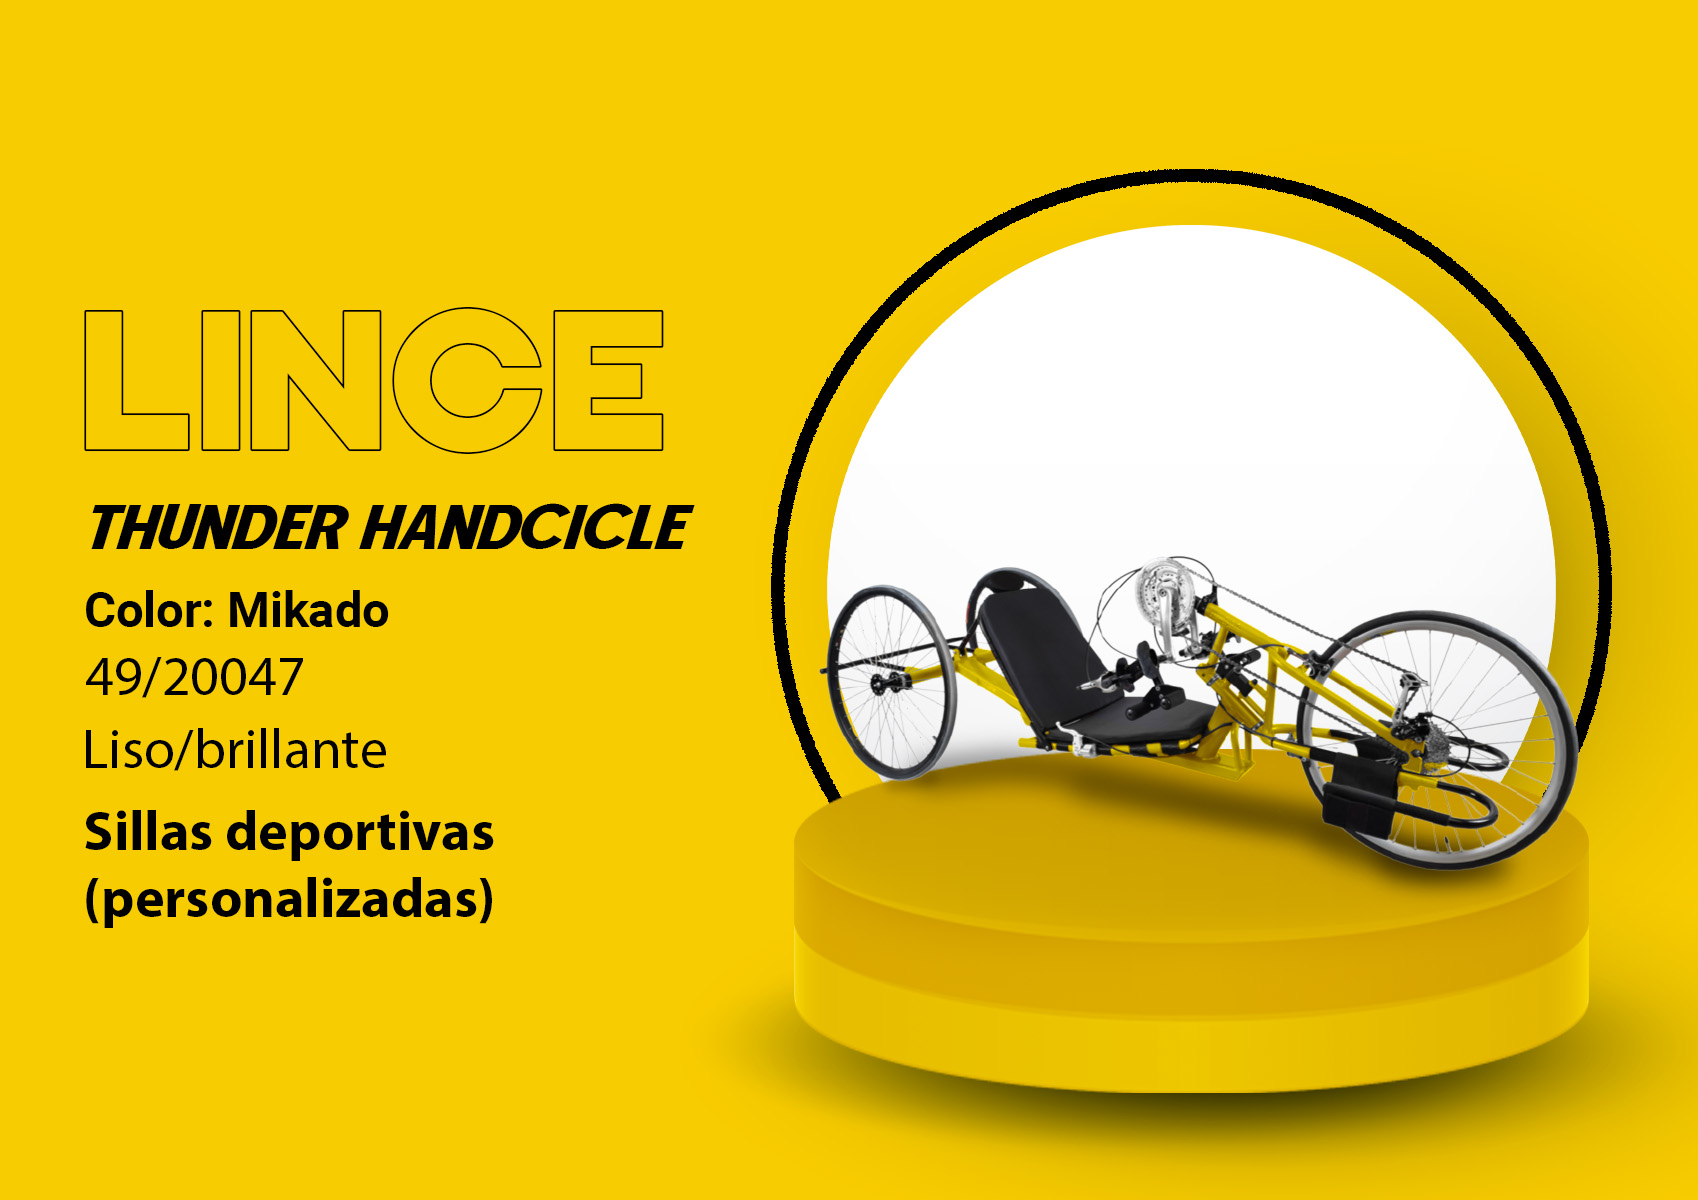 LINCE
THUNDER HANDCICLE
Color: Mikado
49/20047
Liso/brillante
Sillas deportivas
(personalizadas)